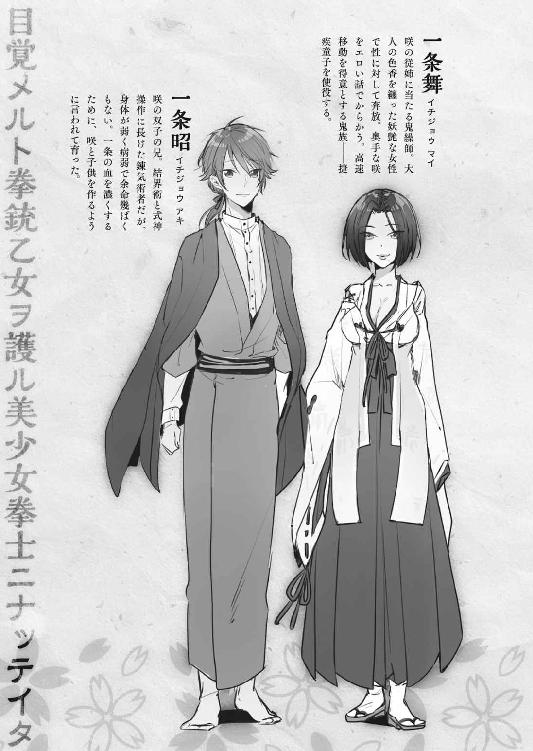 一条舞 イチジョウ マイ
咲の従姉に当たる鬼繰師。大
人の色香を纏った妖艶な女性
で性に対して奔放。奥手な咲
をエロい話でからかう。高速
移動を得意とする鬼族――捷
疾童子を使役する。
一条昭 イチジョウ アキ
咲の双子の兄。結界術と式神
操作に長けた錬気術者だが、
身体が弱く病弱で余命幾ばく
もない。一条の血を濃くする
ために、咲と子供を作るよう
に言われて育った。
目覚メルト拳銃乙女ヲ護ル美少女拳士ニナッテイタ